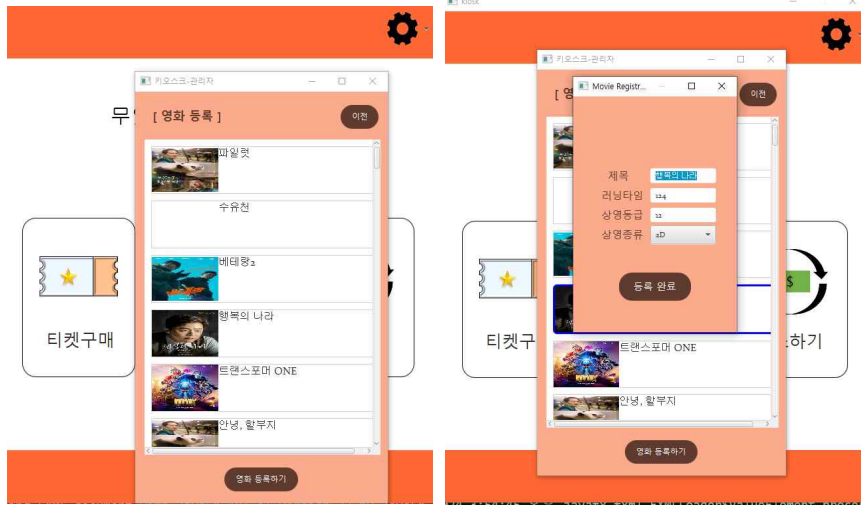 키오스크-관리자
[ 영화 등록 ]
이전
무
파일럿
수유천
베테랑2
행복의 나라
트랜스포머 ONE
안녕, 할부지
티켓구매
영화 등록하기
KIOSK
키오스크-관리자
Movie Registr...
[ 영
이전
제목
행복의 나라
러닝타임
124
상영등급
12
상영종류
2D
등록 완료
티켓구
하기
트랜스포머 ONE
안녕, 할부지
영화 등록하기